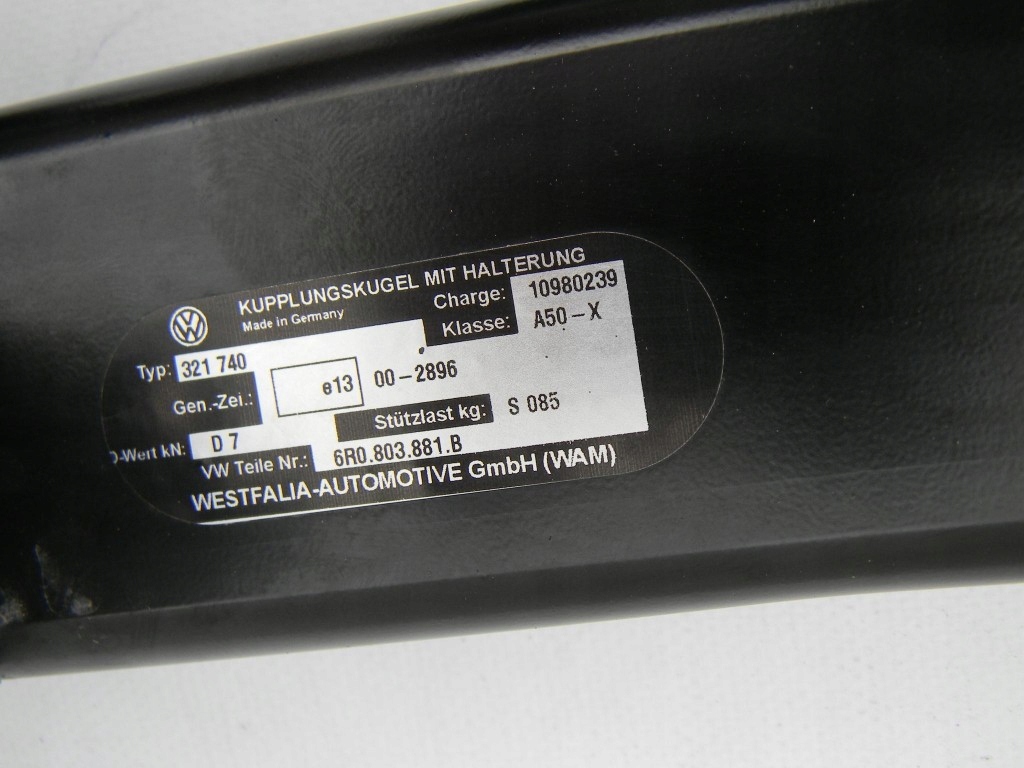 KUPPLUNGSKUGEL MIT HALTERUNG
Made in Germany
Charge: 10980239
Klasse: A50-X
Typ: 321 740
Gen.-Zei.: e13 00-2896
Stützlast kg: S 085
D-Wert kN: D 7
VW Teile Nr.: 6R0.803.881.B
WESTFALIA-AUTOMOTIVE GmbH (WAM)